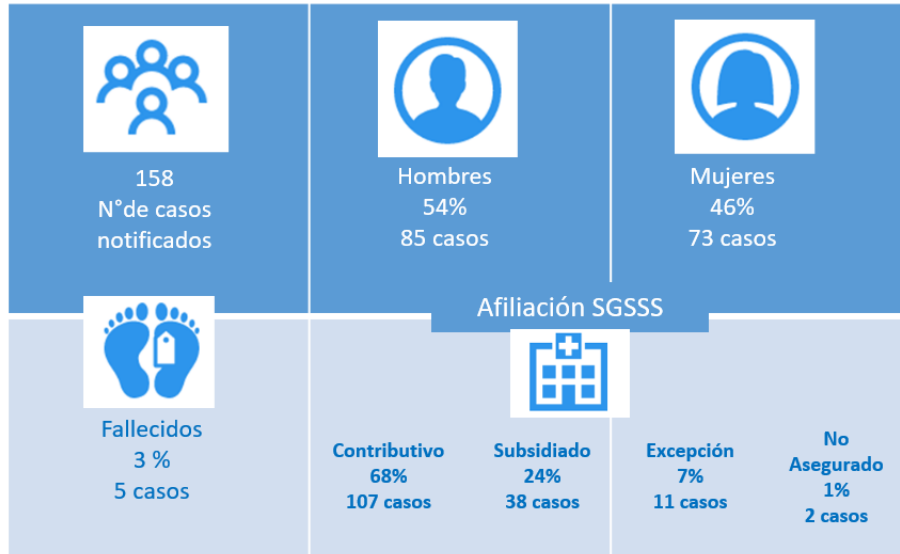 158
N°de casos
notificados
Hombres
54%
85 casos
Mujeres
46%
73 casos
Afiliación SGSSS
Fallecidos
3 %
5 casos
Contributivo
68%
107 casos
Subsidiado
24%
38 casos
Excepción
7%
11 casos
No
Asegurado
1%
2 casos